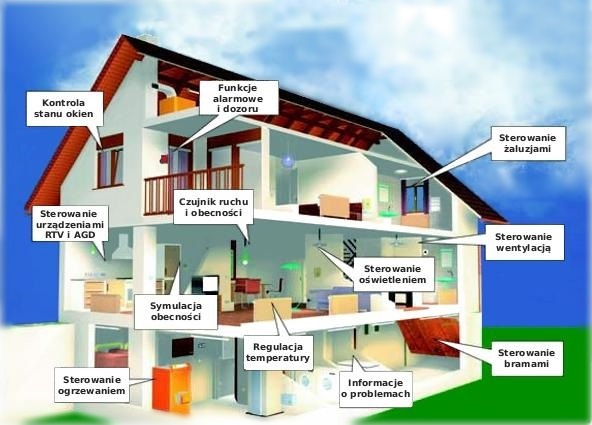 Funkcje
alarmowe
i dozoru
Kontrola
stanu okien
Sterowanie
żaluzjami
Czujnik ruchu
i obecności
Sterowanie
urządzeniami
RTV i AGD
Sterowanie
wentylacją
Sterowanie
oświetleniem
Symulacja
obecności
Regulacja
temperatury
Sterowanie
bramami
Sterowanie
ogrzewaniem
Informacje
o problemach